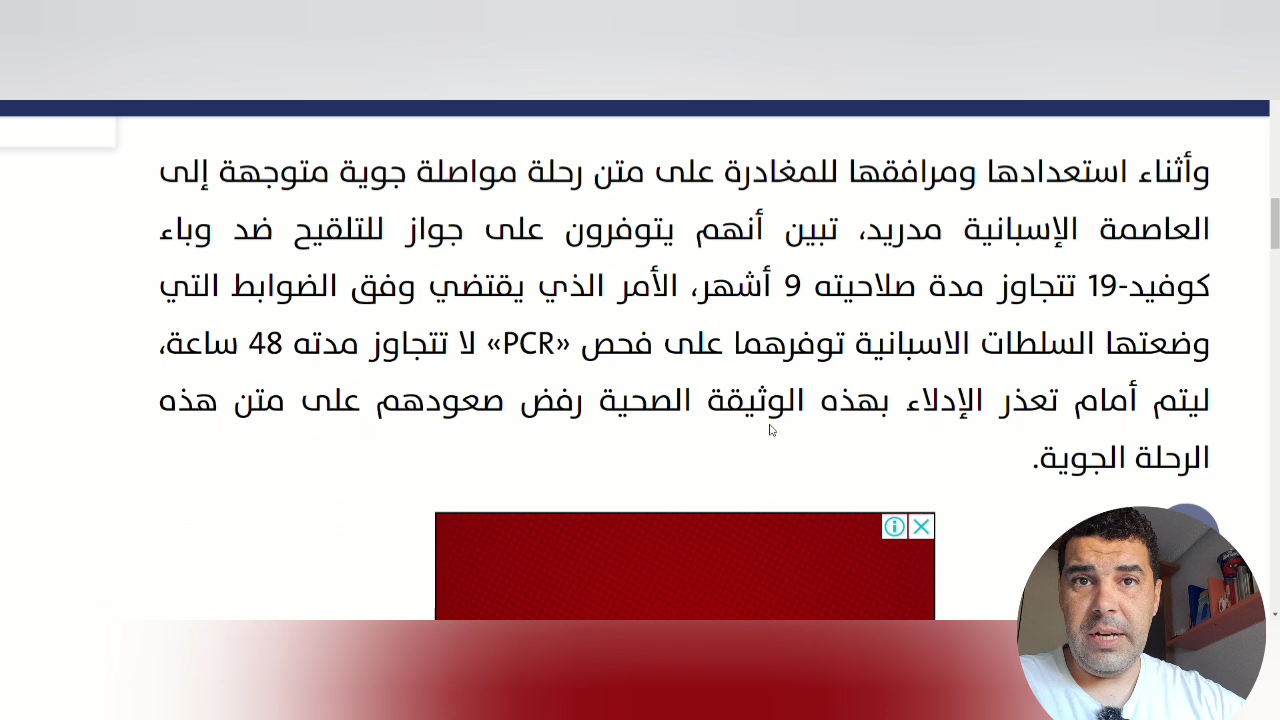 وأثناء استعدادها ومرافقها للمغادرة على متن رحلة مواصلة جوية متوجهة إلى
العاصمة الإسبانية مدريد، تبين أنهم يتوفرون على جواز للتلقيح ضد وباء
كوفيد-19 تتجاوز مدة صلاحيته 9 أشهر، الأمر الذي يقتضي وفق الضوابط التي
وضعتها السلطات الاسبانية توفرهما على فحص «PCR» لا تتجاوز مدته 48 ساعة،
ليتم أمام تعذر الإدلاء بهذه الوثيقة الصحية رفض صعودهم على متن هذه
الرحلة الجوية.